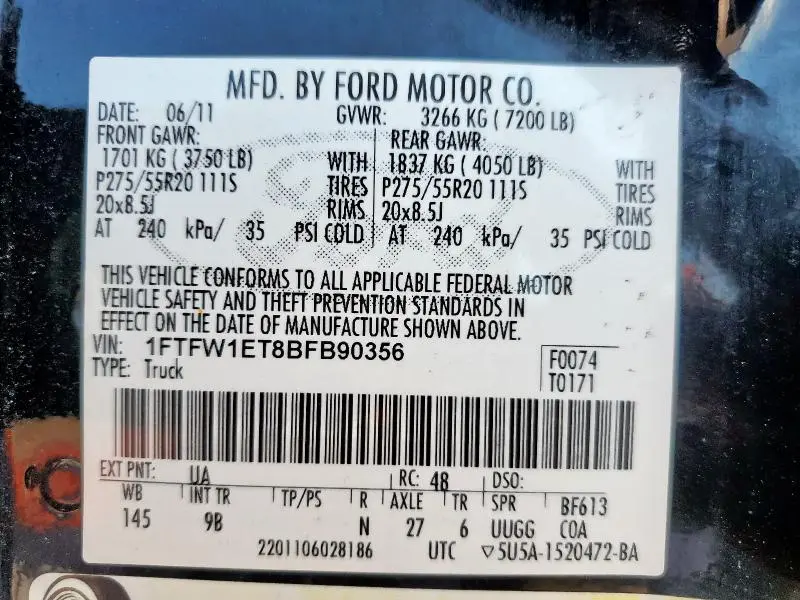 MFD. BY FORD MOTOR CO.
DATE: 06/11 GVWR: 3266 KG ( 7200 LB)
FRONT GAWR: REAR GAWR:
1701 KG ( 3750 LB) WITH 1837 KG ( 4050 LB) WITH
P275/55R20 111S TIRES P275/55R20 111S TIRES
20x8.5J RIMS 20x8.5J RIMS
AT 240 kPa/ 35 PSI COLD AT 240 kPa/ 35 PSI COLD
THIS VEHICLE CONFORMS TO ALL APPLICABLE FEDERAL MOTOR
VEHICLE SAFETY AND THEFT PREVENTION STANDARDS IN
EFFECT ON THE DATE OF MANUFACTURE SHOWN ABOVE.
VIN: 1FTFW1ET8BFB90356 F0074
TYPE: Truck T0171
EXT PNT: UA RC: 48 DSO:
WB INT TR TP/PS R AXLE TR SPR BF613
145 9B N 27 6 UUGG COA
2201106028186 UTC ▽5U5A-1520472-BA